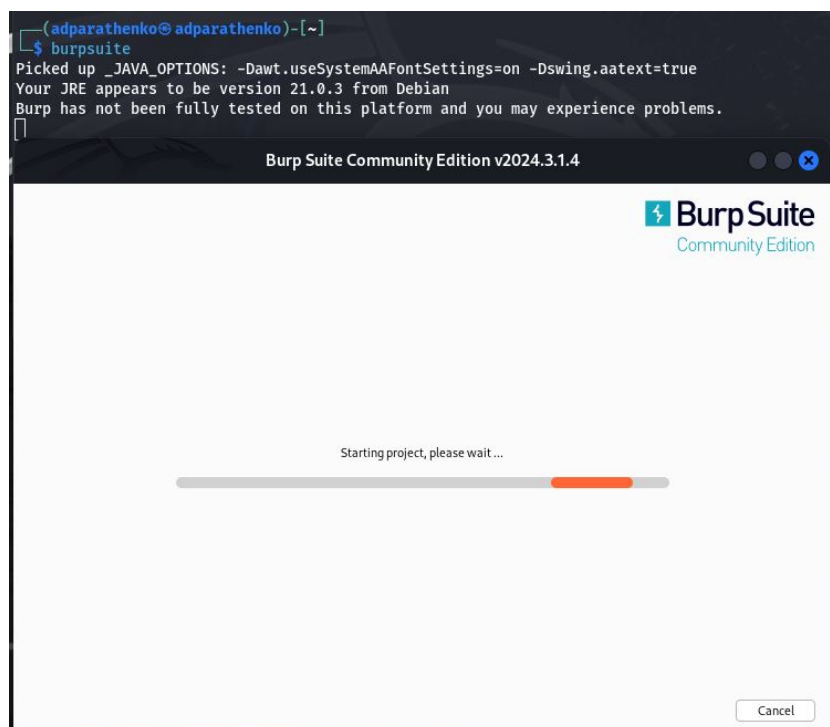 (adparathenko㉿adparathenko)-[~]
$ burpsuite
Picked up _JAVA_OPTIONS: -Dawt.useSystemAAFontSettings=on -Dswing.aatext=true
Your JRE appears to be version 21.0.3 from Debian
Burp has not been fully tested on this platform and you may experience problems.
Burp Suite Community Edition v2024.3.1.4
Burp Suite
Community Edition
Starting project, please wait ...
Cancel